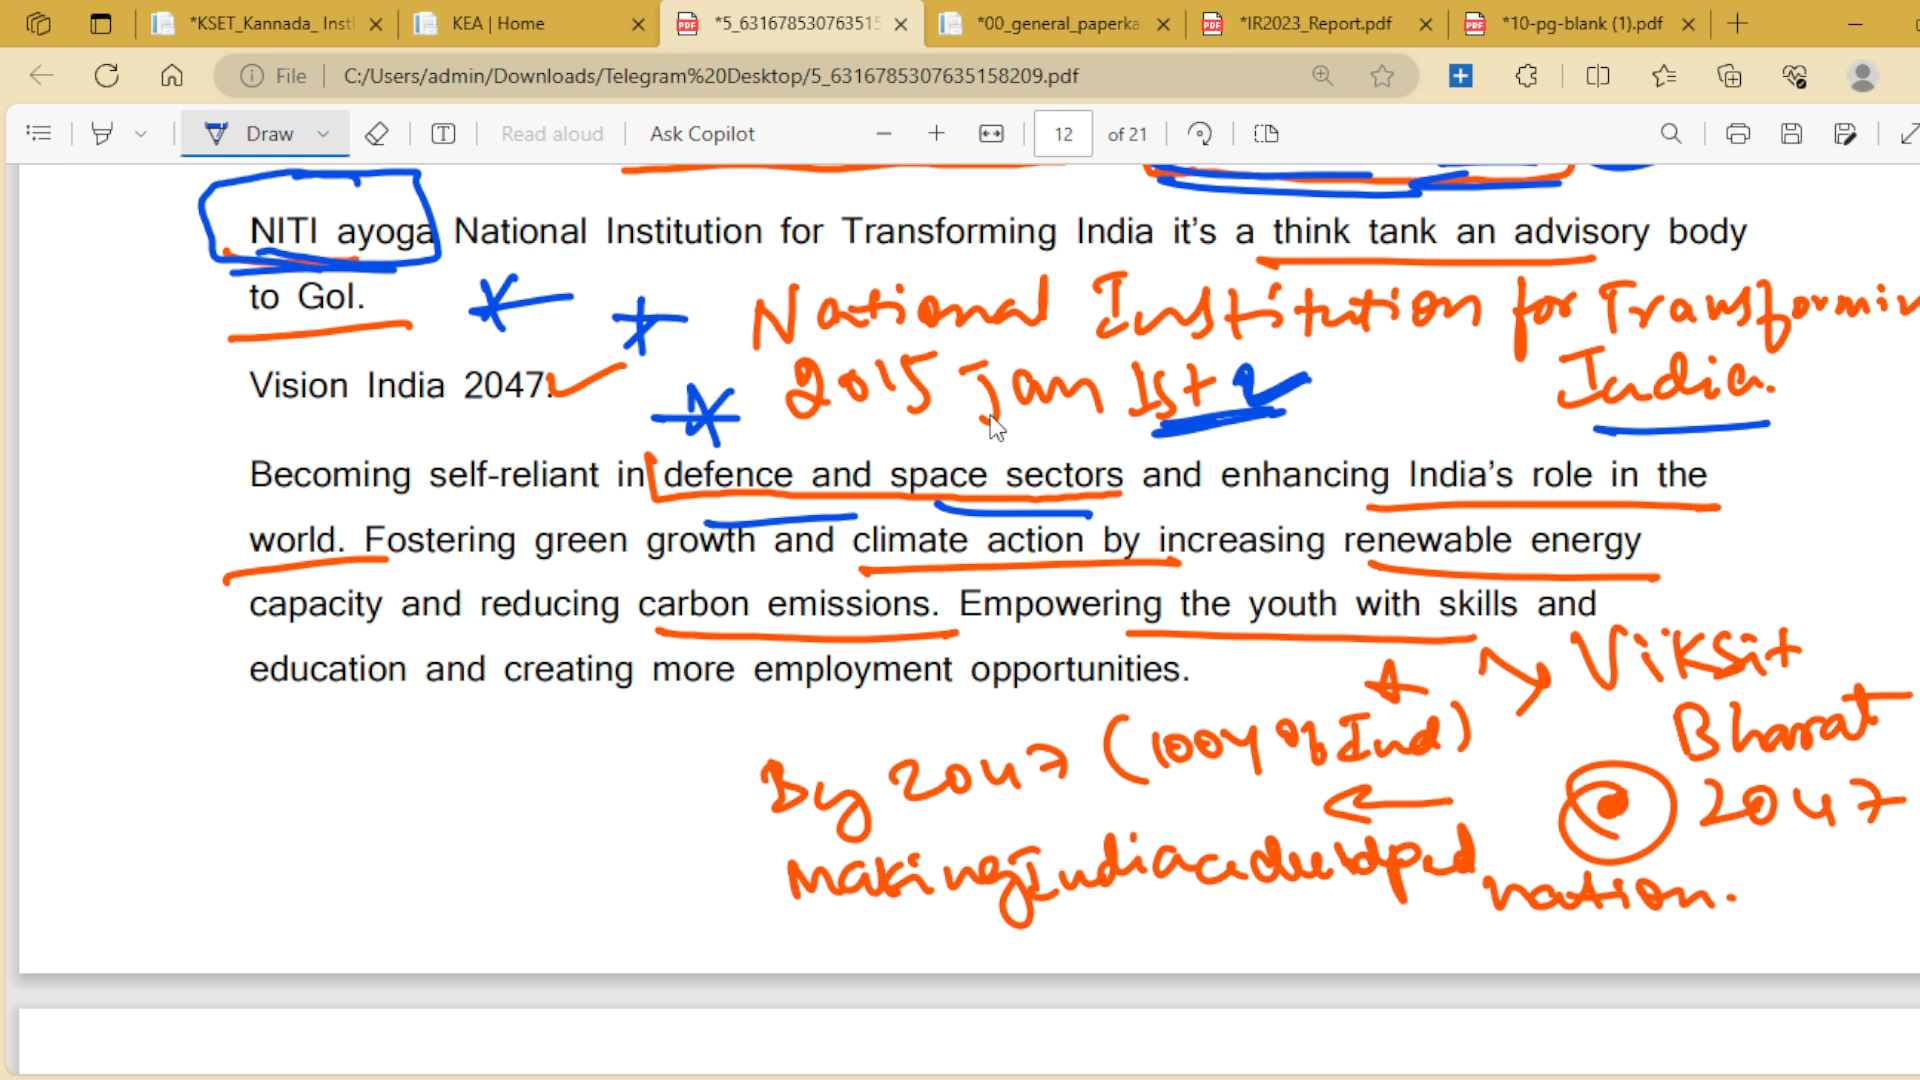 *KSET_Kannada_ Insti
KEA | Home
*5_631678530763515
*00_general_paperka
*IR2023_Report.pdf
*10-pg-blank (1).pdf
File
C:/Users/admin/Downloads/Telegram%20Desktop/5_6316785307635158209.pdf
Draw
Read aloud
Ask Copilot
12
of 21
NITI ayoga National Institution for Transforming India it's a think tank an advisory body
to GoI.
National Institution for Transformin
Vision India 2047.
2015 Jan 1st
India.
Becoming self-reliant in defence and space sectors and enhancing India's role in the
world. Fostering green growth and climate action by increasing renewable energy
capacity and reducing carbon emissions. Empowering the youth with skills and
education and creating more employment opportunities.
Viksit
Bharat
2047
By 2047 (100Y of Ind)
Making India a developed nation.